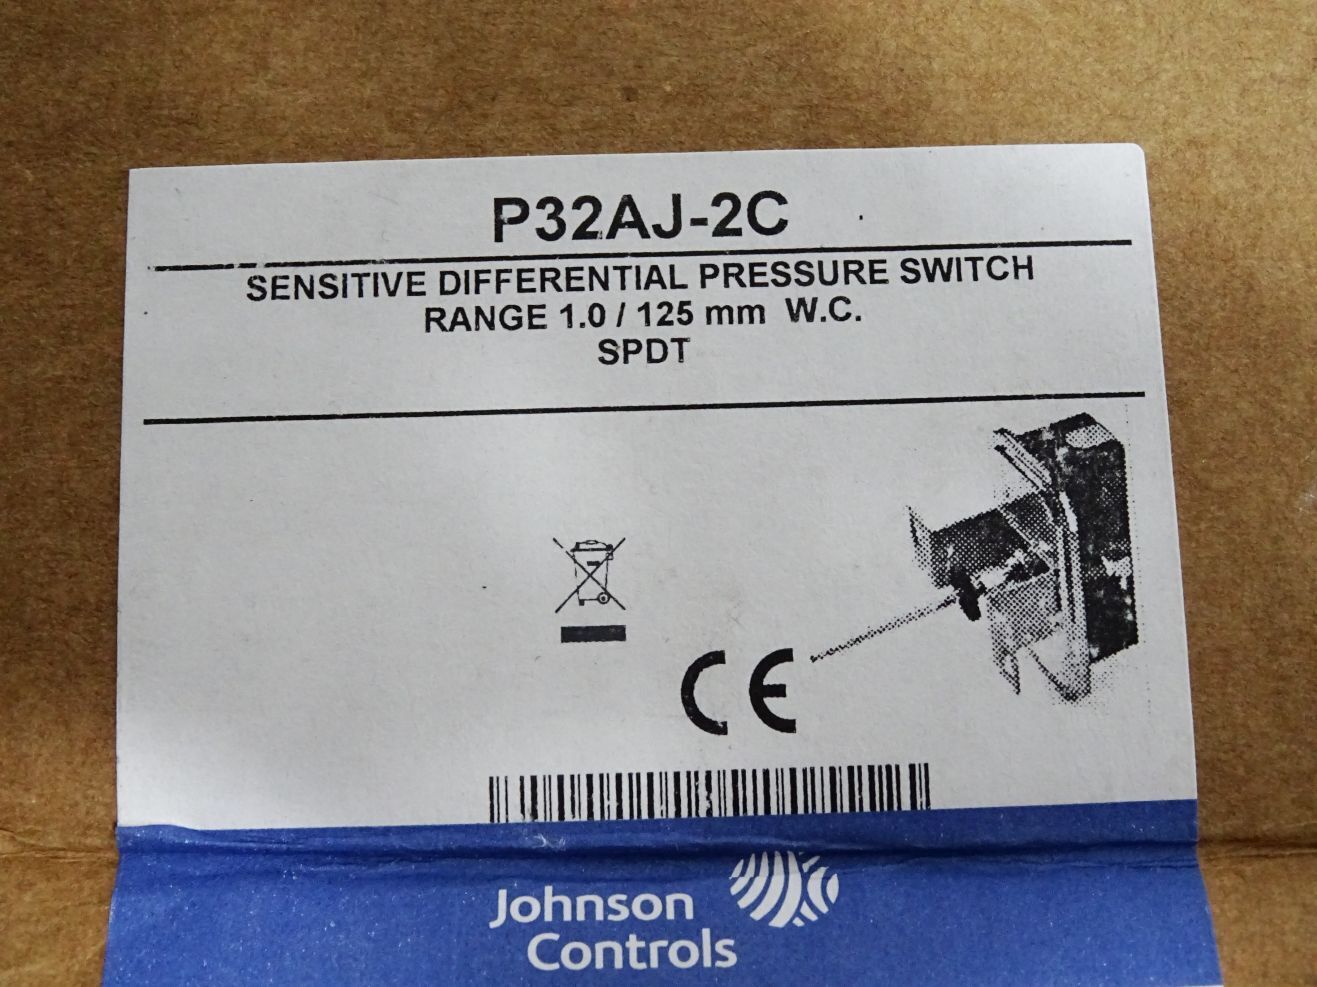 P32AJ-2C
SENSITIVE DIFFERENTIAL PRESSURE SWITCH
RANGE 1.0 / 125 mm W.C.
SPDT
CE
Johnson
Controls